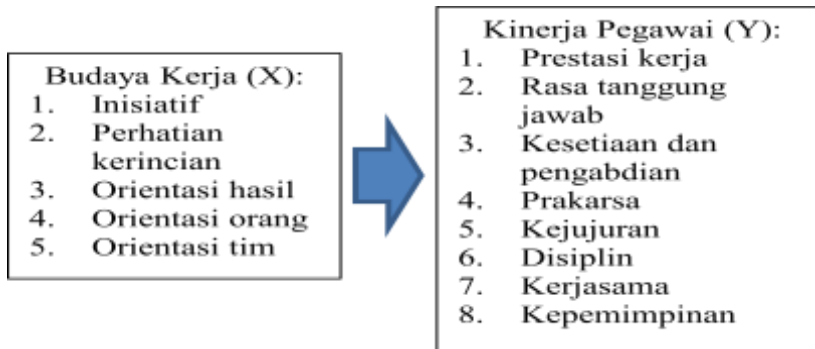 Budaya Kerja (X):
1. Inisiatif
2. Perhatian
kerincian
3. Orientasi hasil
4. Orientasi orang
5. Orientasi tim
Kinerja Pegawai (Y):
1. Prestasi kerja
2. Rasa tanggung
jawab
3. Kesetiaan dan
pengabdian
4. Prakarsa
5. Kejujuran
6. Disiplin
7. Kerjasama
8. Kepemimpinan